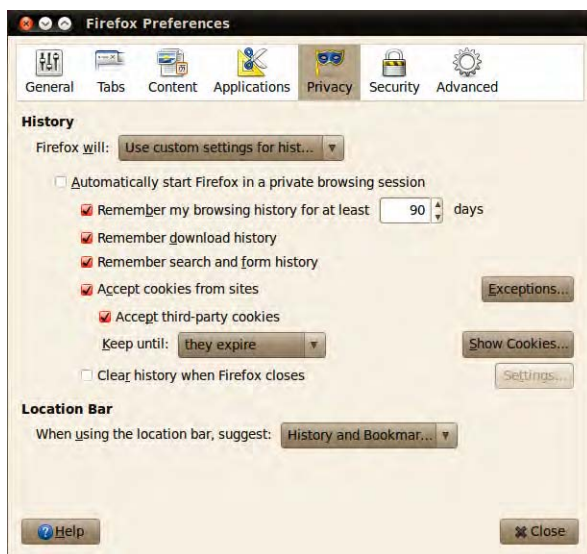 Firefox Preferences
General Tabs Content Applications Privacy Security Advanced
History
Firefox will: Use custom settings for hist...
Automatically start Firefox in a private browsing session
Remember my browsing history for at least 90 days
Remember download history
Remember search and form history
Accept cookies from sites Exceptions...
Accept third-party cookies
Keep until: they expire Show Cookies...
Clear history when Firefox closes Settings...
Location Bar
When using the location bar, suggest: History and Bookmar...
Help Close